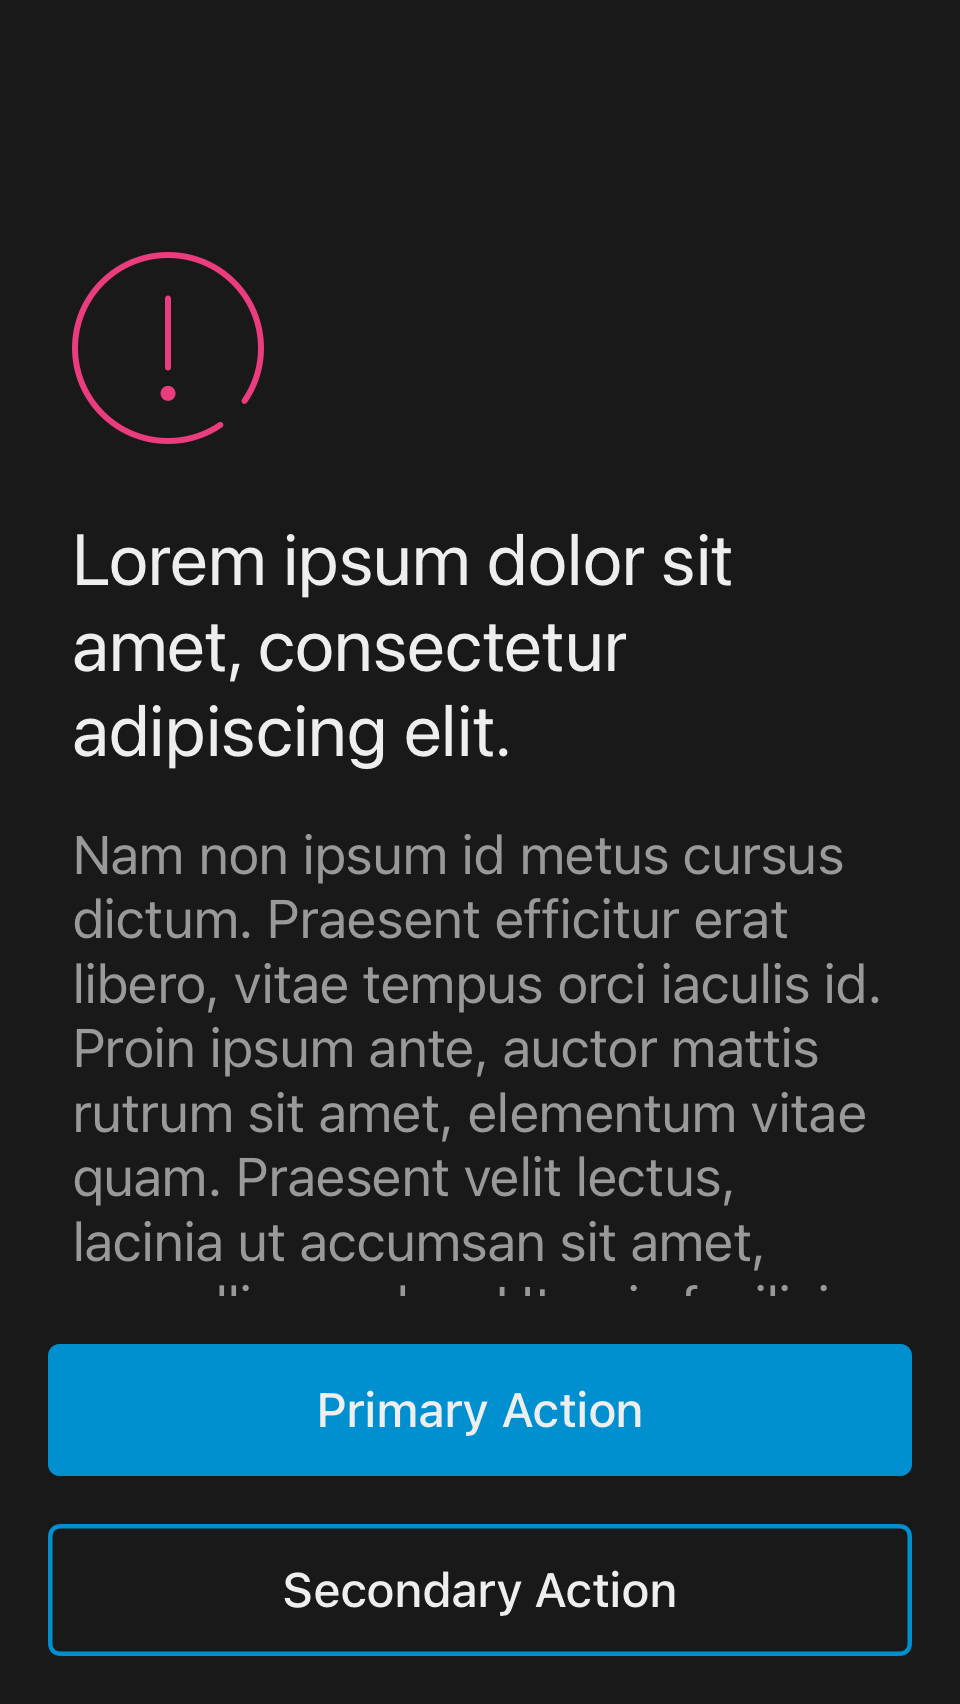 Lorem ipsum dolor sit
amet, consectetur
adipiscing elit.
Nam non ipsum id metus cursus
dictum. Praesent efficitur erat
libero, vitae tempus orci iaculis id.
Proin ipsum ante, auctor mattis
rutrum sit amet, elementum vitae
quam. Praesent velit lectus,
lacinia ut accumsan sit amet,
Primary Action
Secondary Action